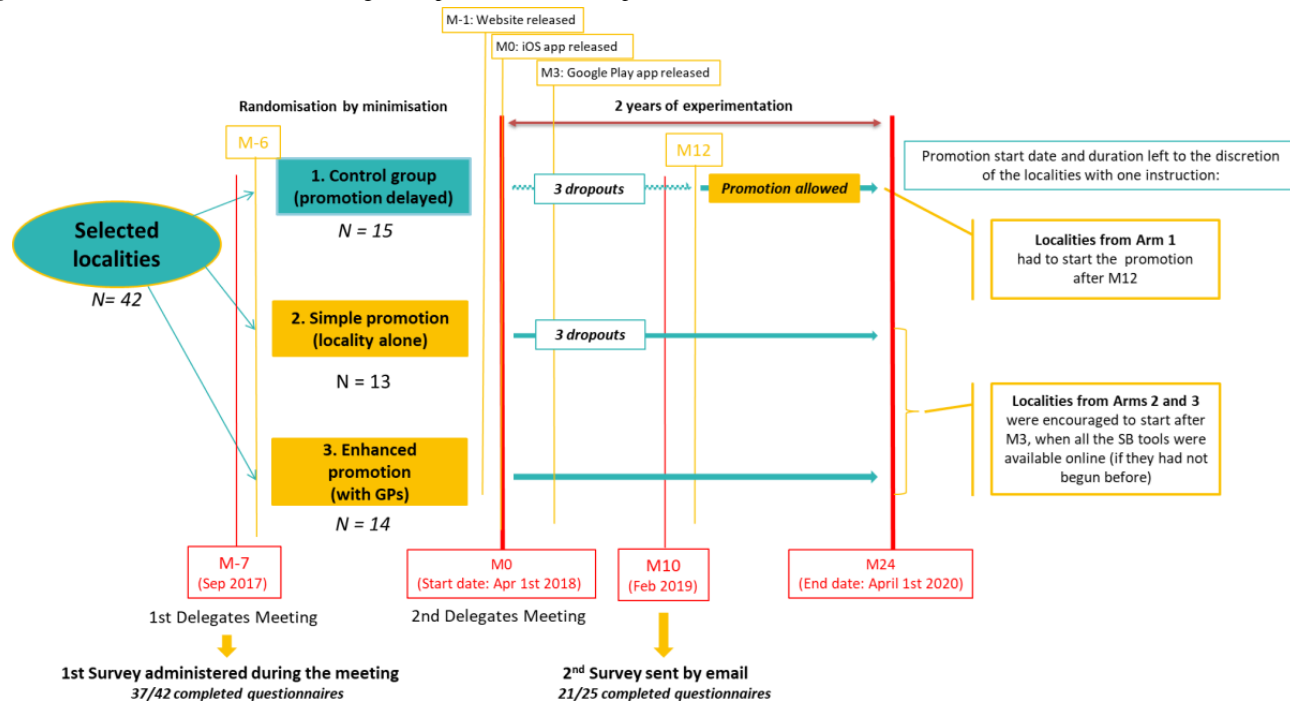 M-1: Website released
M0: iOS app released
M3: Google Play app released
Randomisation by minimisation
2 years of experimentation
M-6
M12
1. Control group
(promotion delayed)
N = 15
3 dropouts
Promotion allowed
Promotion start date and duration left to the discretion
of the localities with one instruction:
Selected
localities
N= 42
Localities from Arm 1
had to start the promotion
after M12
2. Simple promotion
(locality alone)
N = 13
3 dropouts
3. Enhanced
promotion
(with GPs)
N = 14
Localities from Arms 2 and 3
were encouraged to start after
M3, when all the SB tools were
available online (if they had not
begun before)
M-7
(Sep 2017)
M0
(Start date: Apr 1st 2018)
M10
(Feb 2019)
M24
(End date: April 1st 2020)
1st Delegates Meeting
2nd Delegates Meeting
1st Survey administered during the meeting
37/42 completed questionnaires
2nd Survey sent by email
21/25 completed questionnaires